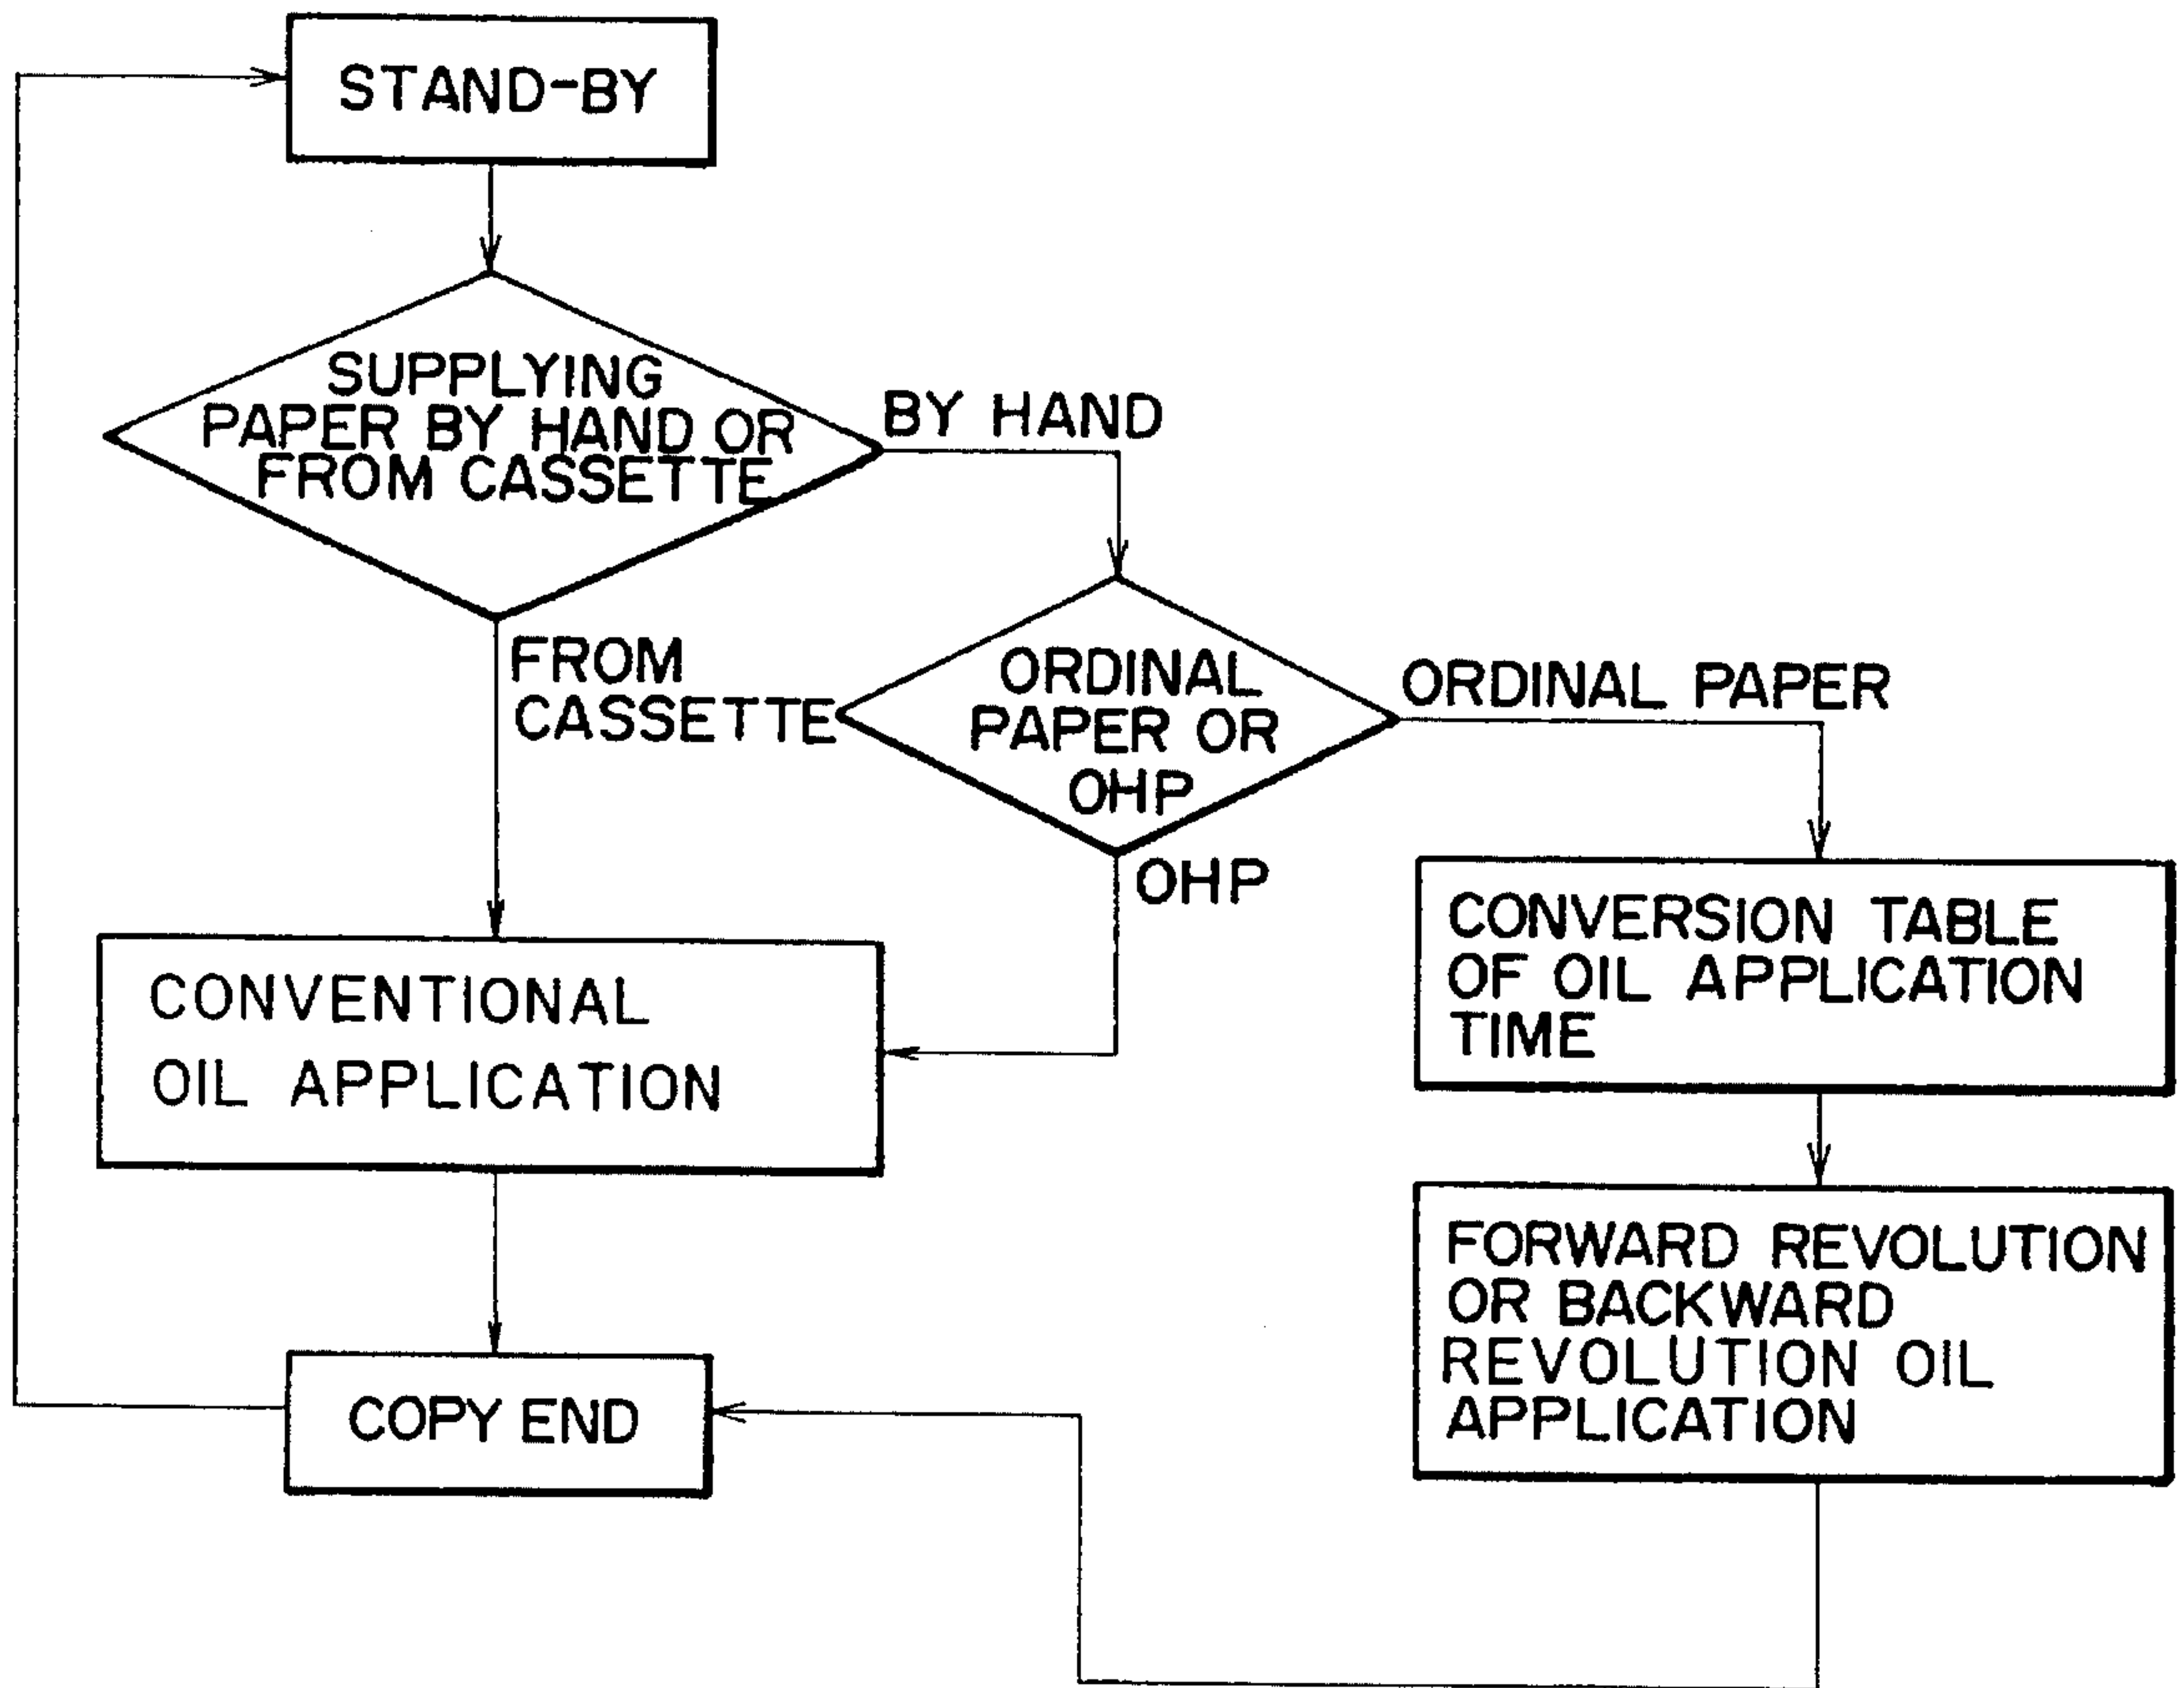 STAND-BY
SUPPLYING
PAPER BY HAND OR
FROM CASSETTE
BY HAND
FROM
CASSETTE
ORDINAL
PAPER OR
OHP
ORDINAL PAPER
OHP
CONVERSION TABLE
OF OIL APPLICATION
TIME
CONVENTIONAL
OIL APPLICATION
FORWARD REVOLUTION
OR BACKWARD
REVOLUTION OIL
APPLICATION
COPY END